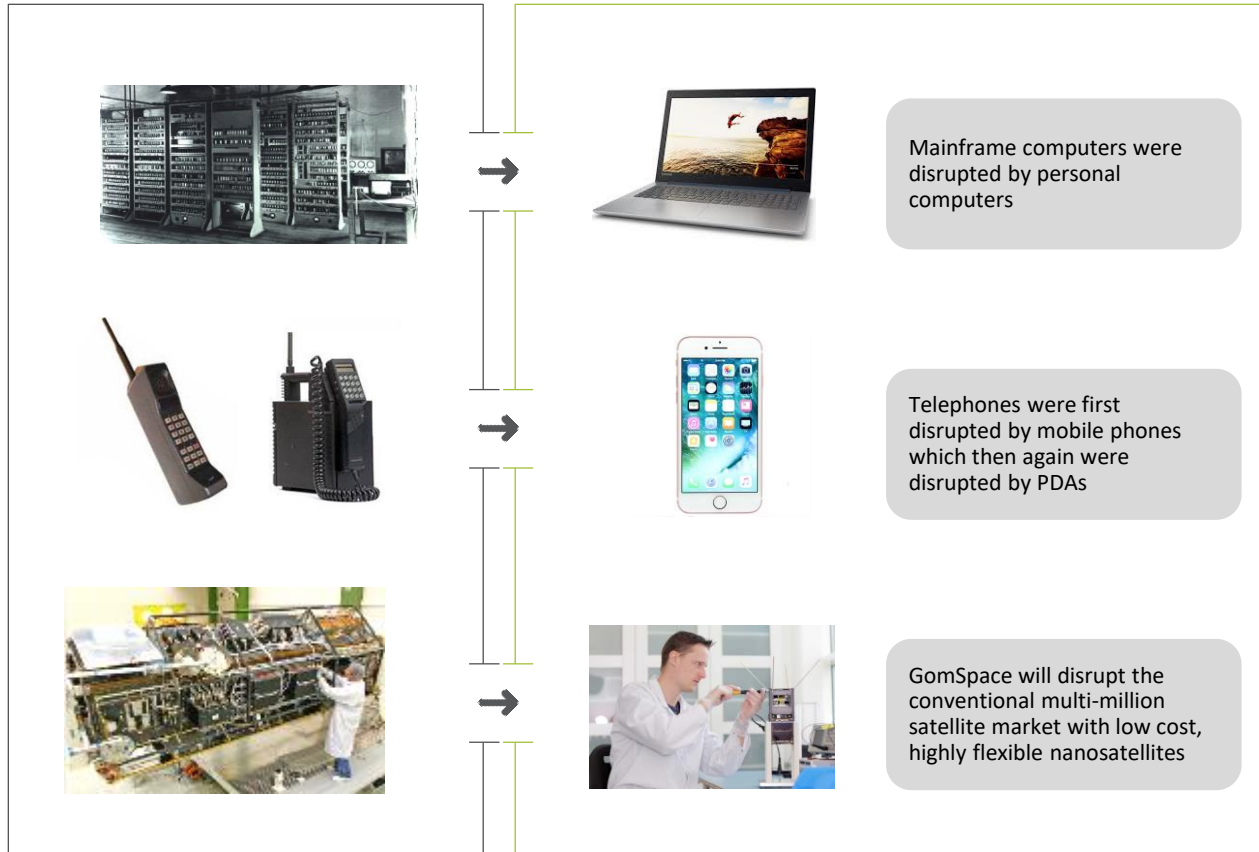 Mainframe computers were
disrupted by personal
computers
Telephones were first
disrupted by mobile phones
which then again were
disrupted by PDAs
GomSpace will disrupt the
conventional multi-million
satellite market with low cost,
highly flexible nanosatellites